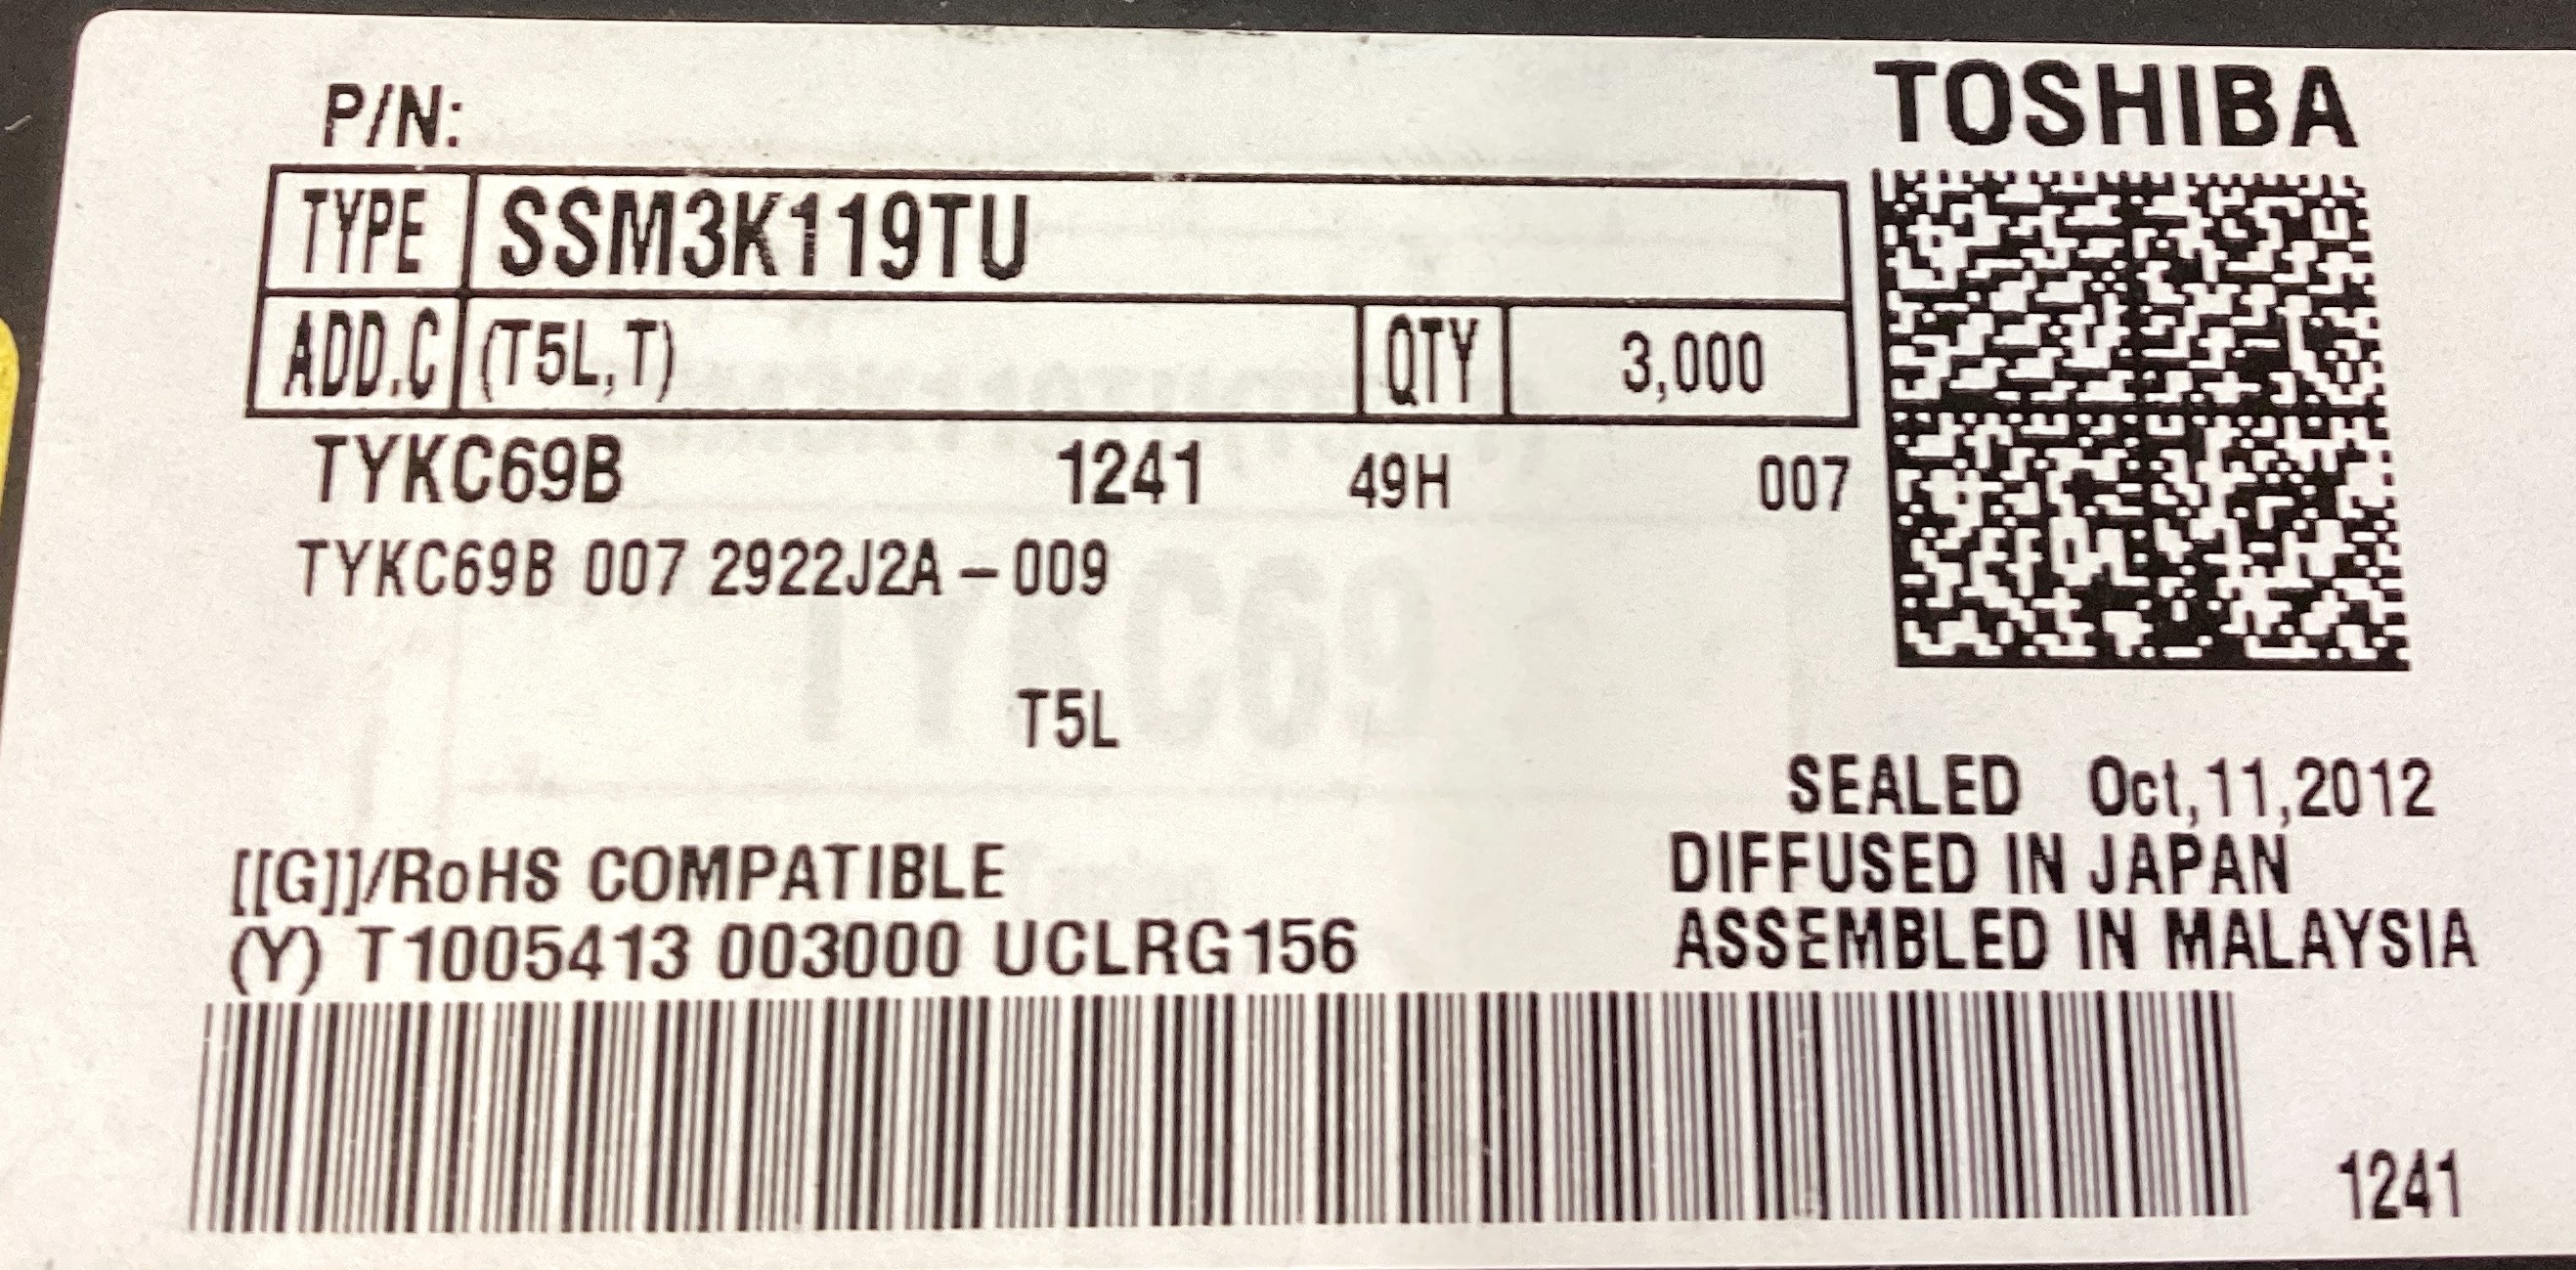 P/N:
TOSHIBA
TYPE SSM3K119TU
ADD.C (T5L,T) QTY 3,000
TYKC69B 1241 49H 007
TYKC69B 007 2922J2A – 009
TYKC69
T5L
SEALED Oct,11,2012
DIFFUSED IN JAPAN
ASSEMBLED IN MALAYSIA
[[G]]/RoHS COMPATIBLE
(Y) T1005413 003000 UCLRG156
1241